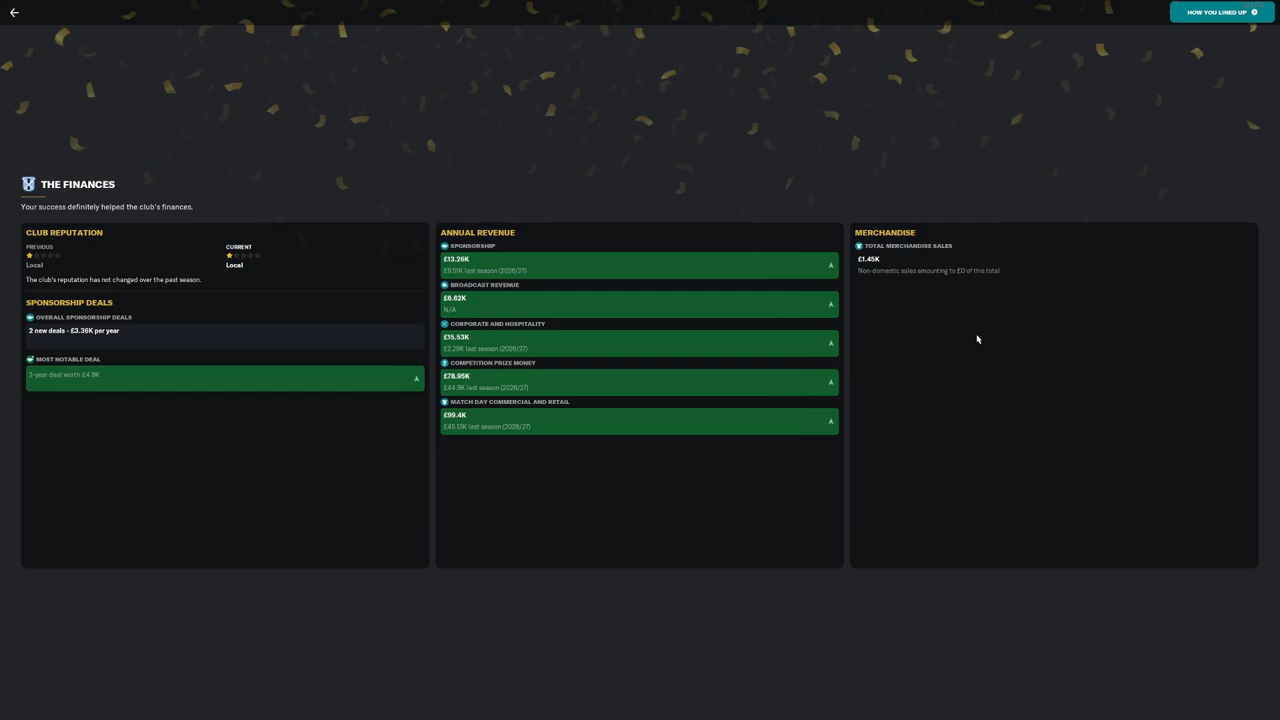 HOW YOU LINED UP
THE FINANCES
Your success definitely helped the club's finances.
CLUB REPUTATION
PREVIOUS
CURRENT
Local
Local
The club's reputation has not changed over the past season.
SPONSORSHIP DEALS
OVERALL SPONSORSHIP DEALS
2 new deals - £3.36K per year
MOST NOTABLE DEAL
3-year deal worth £4.9K
ANNUAL REVENUE
SPONSORSHIP
£13.26K
£9.51K last season (2026/27)
BROADCAST REVENUE
£6.62K
N/A
CORPORATE AND HOSPITALITY
£15.53K
£2.29K last season (2026/27)
COMPETITION PRIZE MONEY
£78.95K
£44.9K last season (2026/27)
MATCH DAY COMMERCIAL AND RETAIL
£99.4K
£45.13K last season (2026/27)
MERCHANDISE
TOTAL MERCHANDISE SALES
£1.45K
Non-domestic sales amounting to £0 of this total